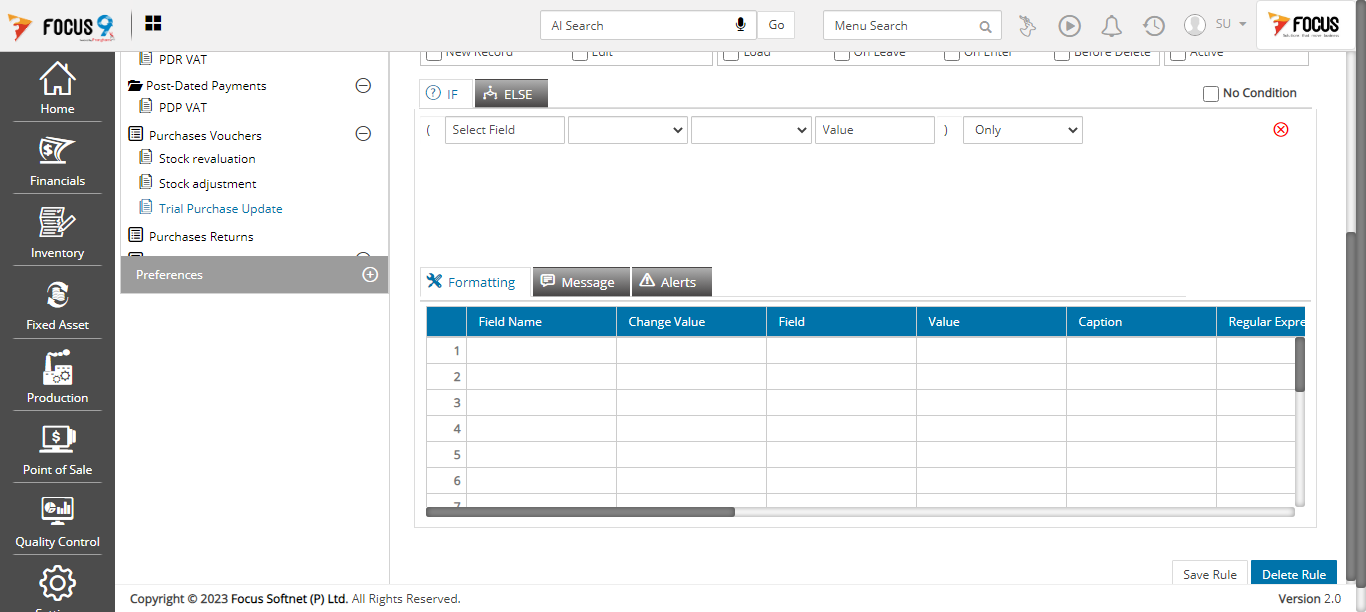 FOCUS 9
AI Search
Go
Menu Search
SU
FOCUS
Home
Financials
Inventory
Fixed Asset
Production
Point of Sale
Quality Control
PDR VAT
Post-Dated Payments
PDP VAT
Purchases Vouchers
Stock revaluation
Stock adjustment
Trial Purchase Update
Purchases Returns
Preferences
New Record Edit Load On Leave On Enter Before Delete Active
IF ELSE No Condition
( Select Field Value ) Only
Formatting Message Alerts
Field Name Change Value Field Value Caption Regular Expre
1
2
3
4
5
6
7
Save Rule Delete Rule
Copyright © 2023 Focus Softnet (P) Ltd. All Rights Reserved. Version 2.0